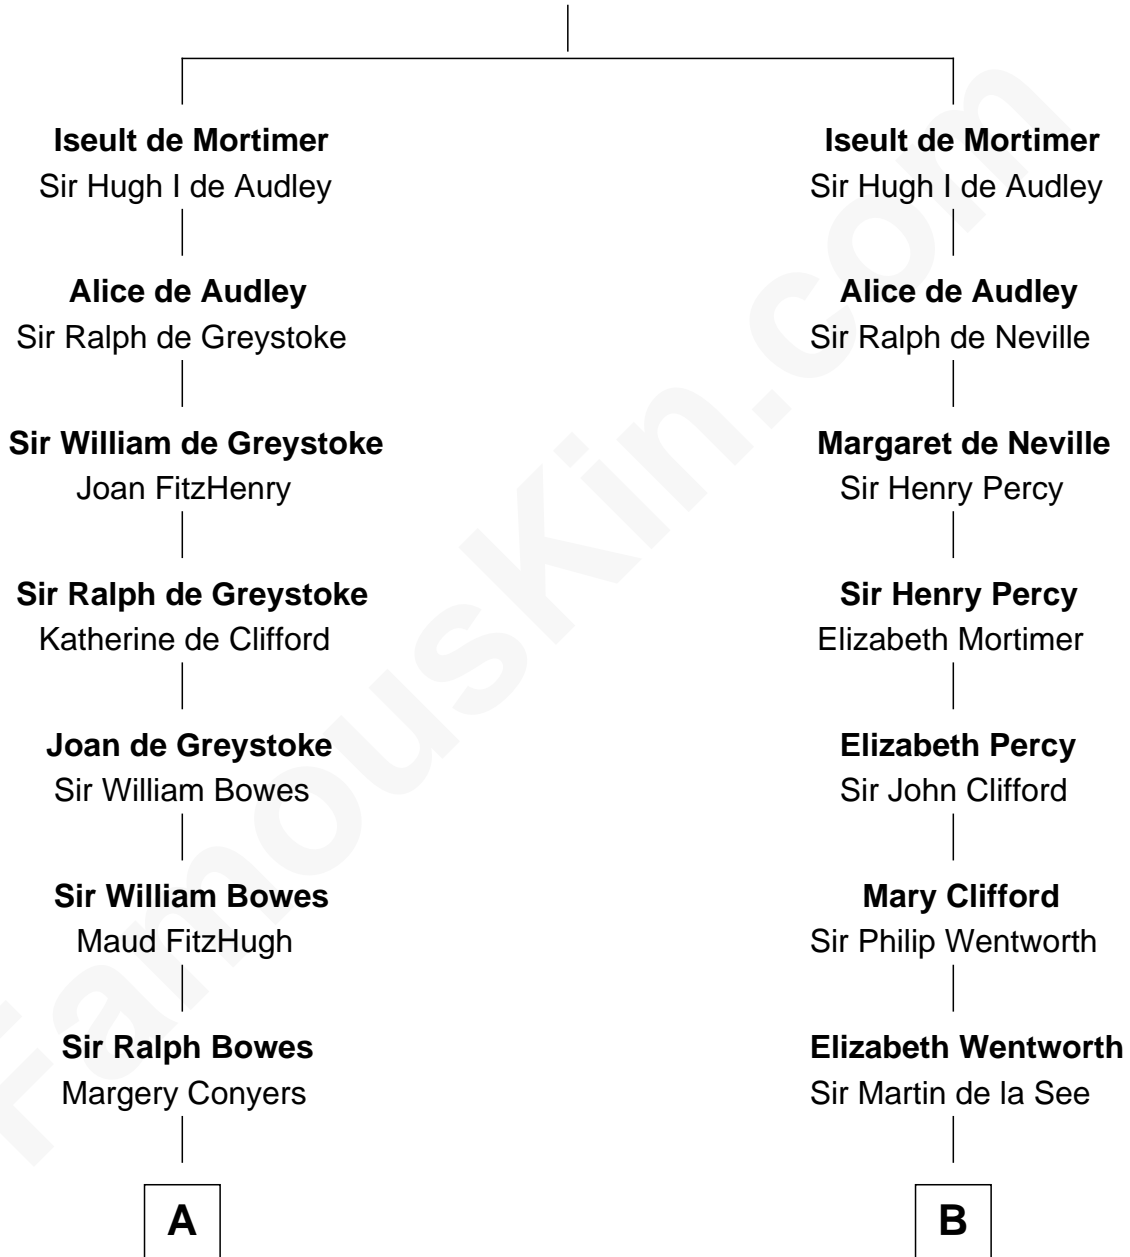 Iseult de Mortimer
Sir Hugh I de Audley
Alice de Audley
Sir Ralph de Greystoke
Sir William de Greystoke
Joan FitzHenry
Sir Ralph de Greystoke
Katherine de Clifford
Joan de Greystoke
Sir William Bowes
Sir William Bowes
Maud FitzHugh
Sir Ralph Bowes
Margery Conyers
A
Iseult de Mortimer
Sir Hugh I de Audley
Alice de Audley
Sir Ralph de Neville
Margaret de Neville
Sir Henry Percy
Sir Henry Percy
Elizabeth Mortimer
Elizabeth Percy
Sir John Clifford
Mary Clifford
Sir Philip Wentworth
Elizabeth Wentworth
Sir Martin de la See
B
FamousKin.com